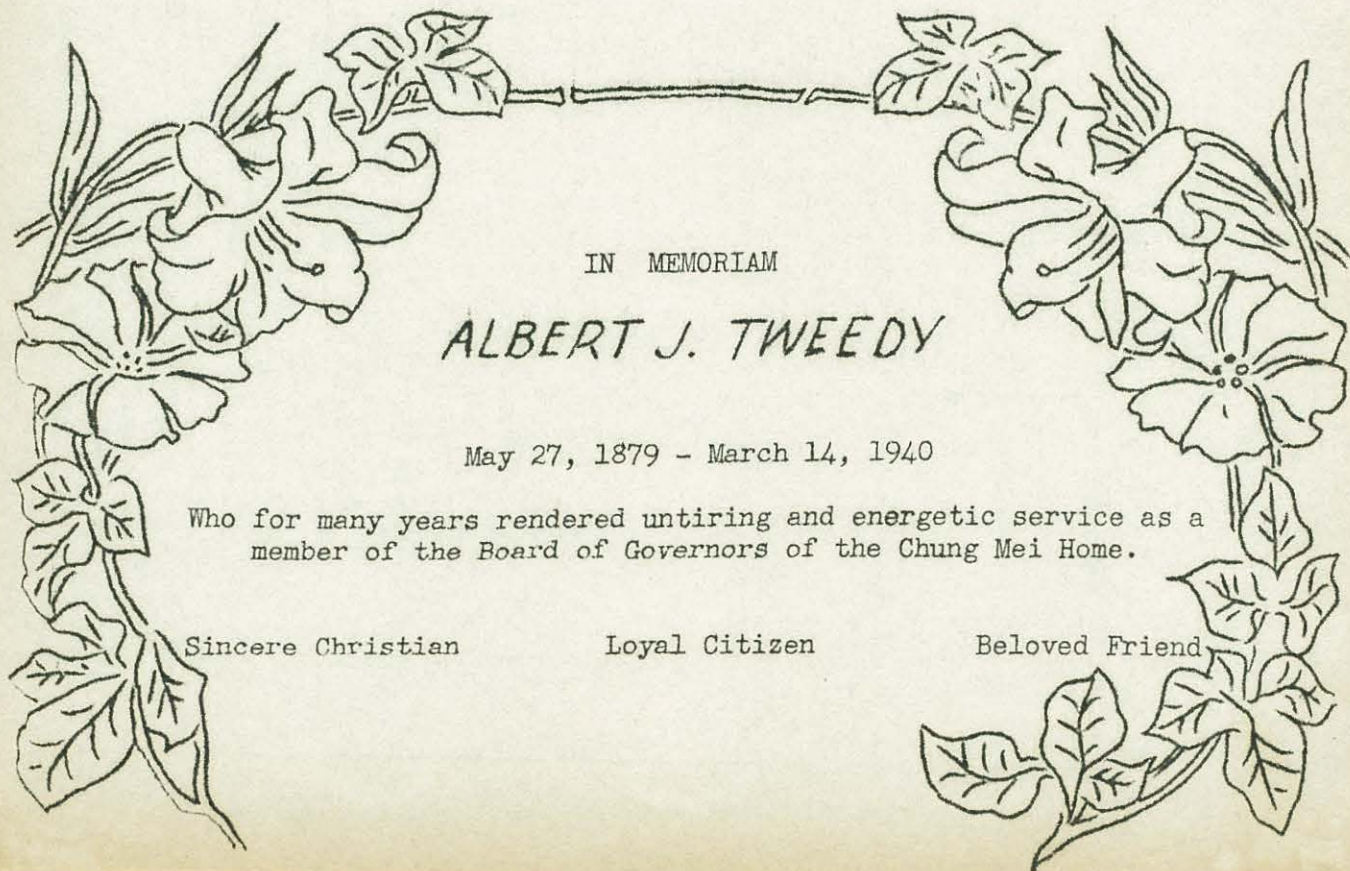 IN MEMORIAM
ALBERT J. TWEEDY
May 27, 1879 - March 14, 1940
Who for many years rendered untiring and energetic service as a
member of the Board of Governors of the Chung Mei Home.
Sincere Christian Loyal Citizen Beloved Friend